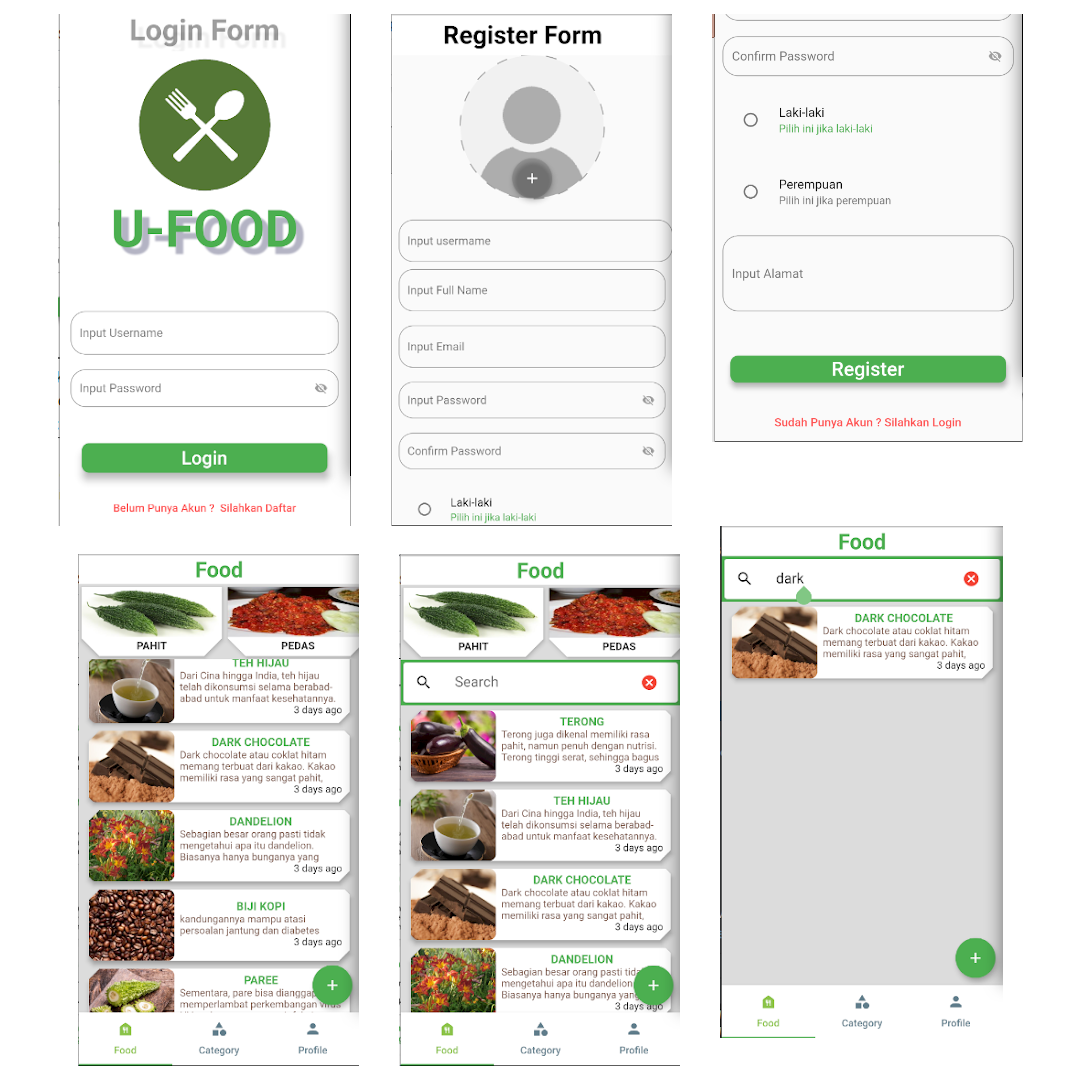 Login Form
U-FOOD
Input Username
Input Password
Login
Belum Punya Akun ? Silahkan Daftar
Register Form
Input usermame
Input Full Name
Input Email
Input Password
Confirm Password
Laki-laki
Pilih ini jika laki-laki
Confirm Password
Laki-laki
Pilih ini jika laki-laki
Perempuan
Pilih ini jika perempuan
Input Alamat
Register
Sudah Punya Akun ? Silahkan Login
Food
PAHIT
PEDAS
TEH HIJAU
Dari Cina hingga India, teh hijau
telah dikonsumsi selama berabad-
abad untuk manfaat kesehatannya.
3 days ago
DARK CHOCOLATE
Dark chocolate atau coklat hitam
memang terbuat dari kakao. Kakao
memiliki rasa yang sangat pahit,
3 days ago
DANDELION
Sebagian besar orang pasti tidak
mengetahui apa itu dandelion.
Biasanya hanya bunganya yang
3 days ago
BIJI KOPI
kandungannya mampu atasi
persoalan jantung dan diabetes
3 days ago
PAREE
Sementara, pare bisa dianggap
memperlambat perkembangan virus
Food
Category
Profile
Food
PAHIT
PEDAS
Search
TERONG
Terong juga dikenal memiliki rasa
pahit, namun penuh dengan nutrisi.
Terong tinggi serat, sehingga bagus
3 days ago
TEH HIJAU
Dari Cina hingga India, teh hijau
telah dikonsumsi selama berabad-
abad untuk manfaat kesehatannya.
3 days ago
DARK CHOCOLATE
Dark chocolate atau coklat hitam
memang terbuat dari kakao. Kakao
memiliki rasa yang sangat pahit,
3 days ago
DANDELION
Sebagian besar orang pasti tidak
mengetahui apa itu dandelion.
Biasanya hanya bunganya yang
3 days ago
Food
Category
Profile
Food
dark
DARK CHOCOLATE
Dark chocolate atau coklat hitam
memang terbuat dari kakao. Kakao
memiliki rasa yang sangat pahit,
3 days ago
Food
Category
Profile